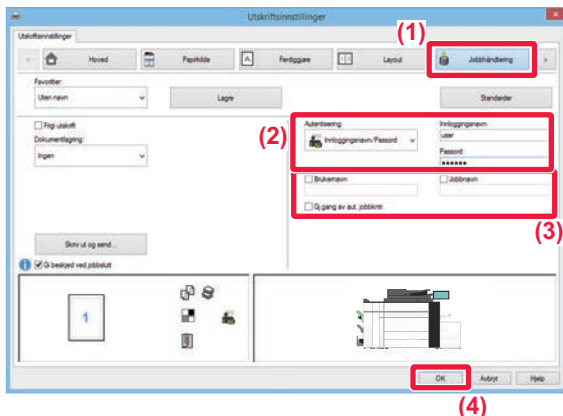 Utskriftsinnstillinger
Utskriftsinnstillinger
(1)
Hoved
Papirkilde
Ferdiggjøre
Layout
Jobbhåndtering
Favoritter:
Uten navn
Lagre
Standarder
(2)
Frigi utskrift
Dokumentlagring:
Ingen
Autentisering:
Innloggingsnavn/Passord
Innloggingsnavn:
user
Passord:
Brukernavn
Jobbnavn
Gj.gang av aut. jobbkntr.
(3)
Skriv ut og send...
Gi beskjed ved jobbslutt
1
OK
Avbryt
Hjelp
(4)